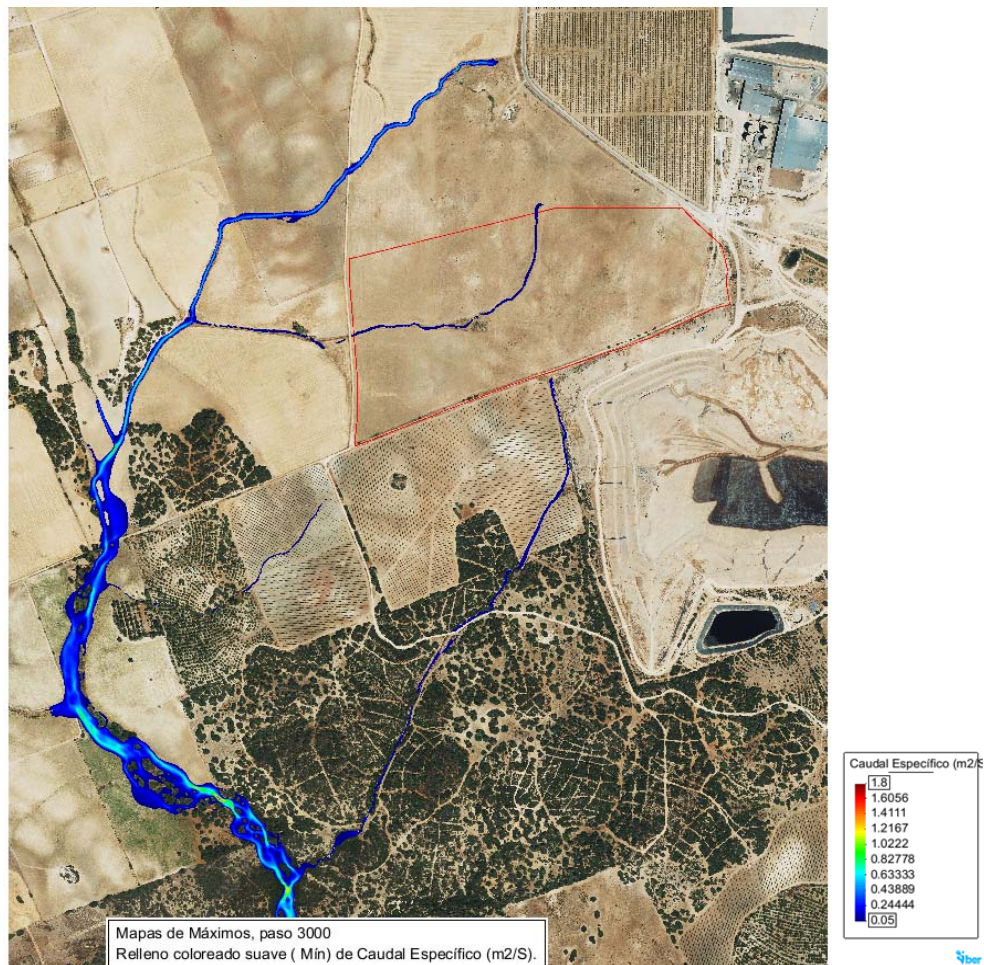 Caudal Específico (m2/S
1.8
1.6056
1.4111
1.2167
1.0222
0.82778
0.63333
0.43889
0.24444
0.05
Mapas de Máximos, paso 3000
Relleno coloreado suave ( Mín) de Caudal Específico (m2/S).
iber